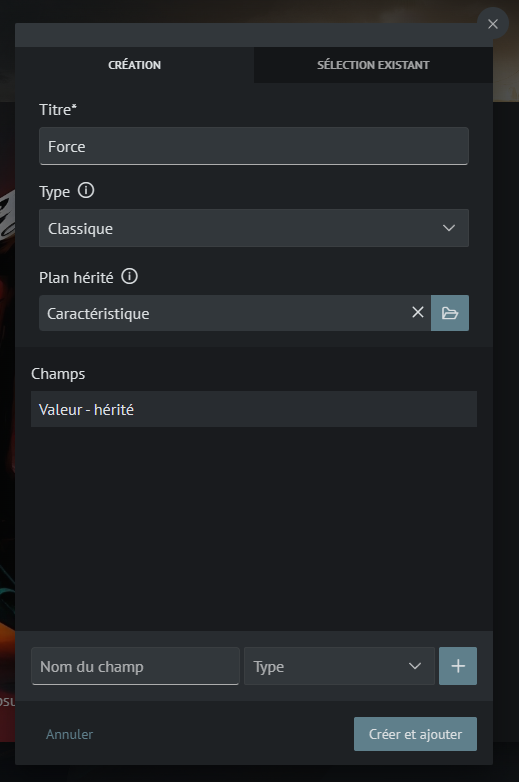 CRÉATION
SÉLECTION EXISTANT
Titre*
Force
Type
Classique
Plan hérité
Caractéristique
Champs
Valeur - hérité
Nom du champ
Type
Annuler
Créer et ajouter